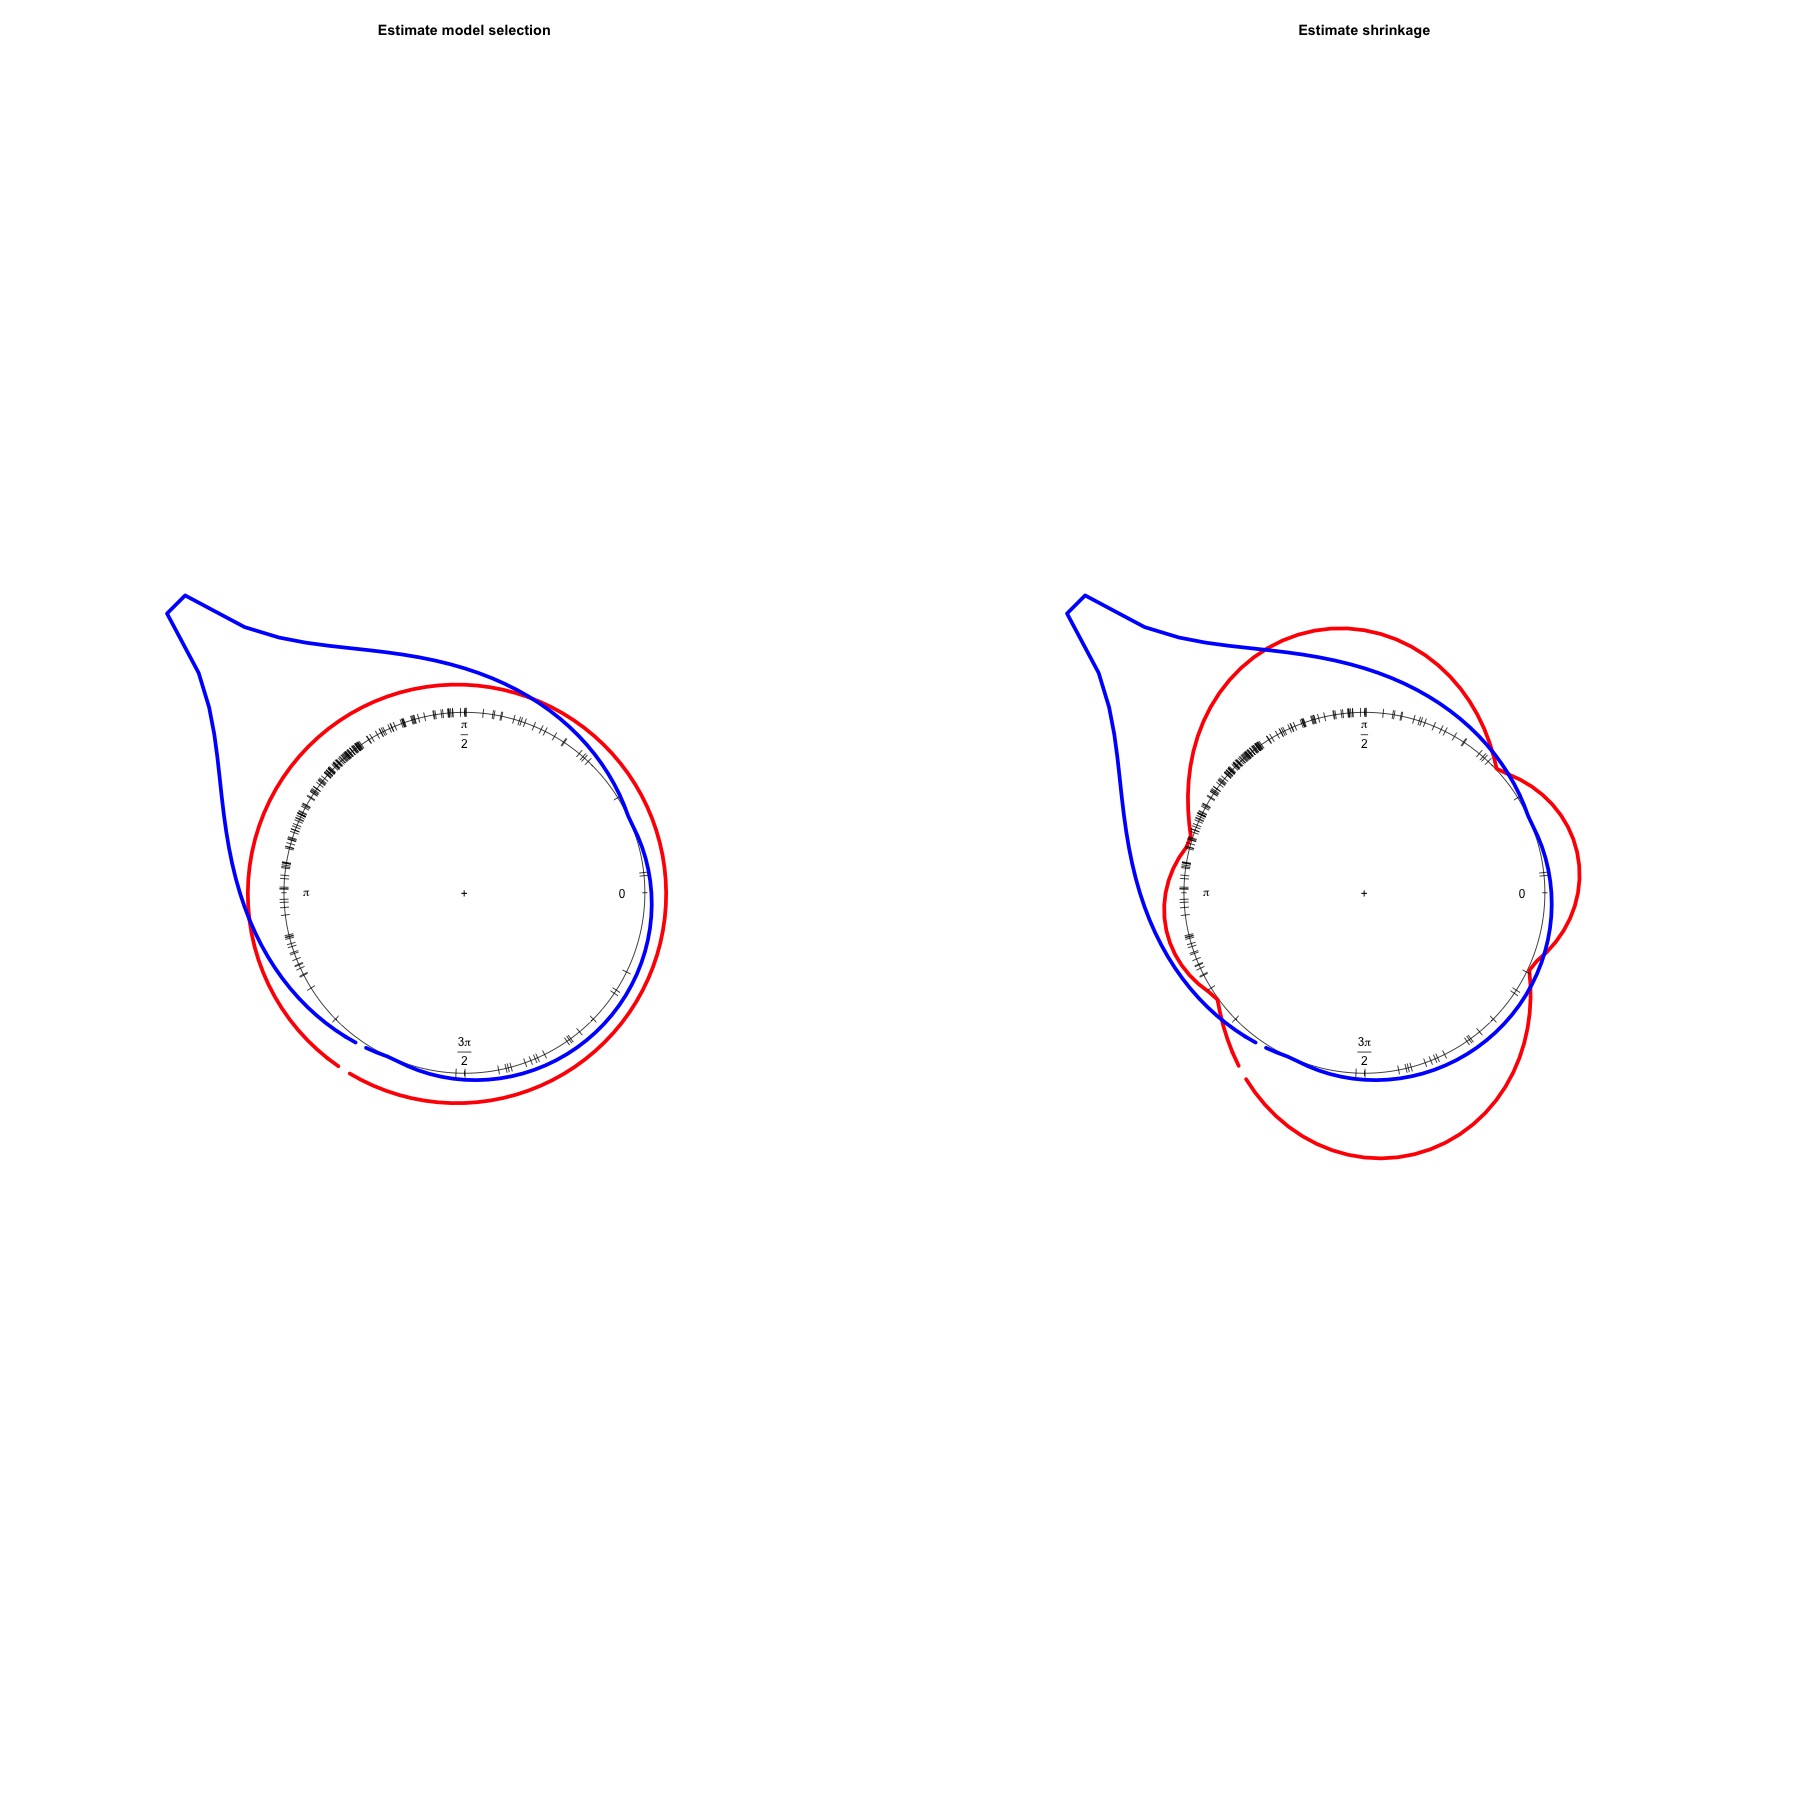 Estimate model selection
Estimate shrinkage
π
2
π
+
0
3π
2
π
2
π
+
0
3π
2